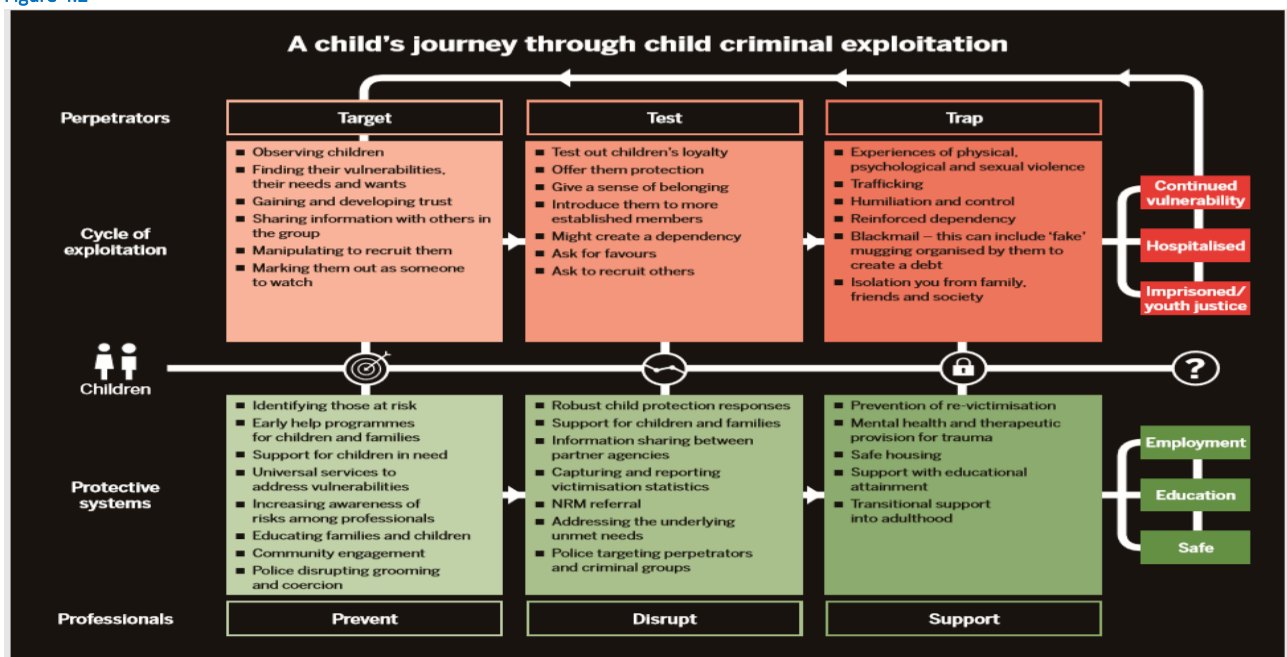 A child's journey through child criminal exploitation
Perpetrators
Target
Test
Trap
Cycle of
exploitation
■ Observing children
■ Finding their vulnerabilities,
their needs and wants
■ Gaining and developing trust
■ Sharing information with others in
the group
■ Manipulating to recruit them
■ Marking them out as someone
to watch
■ Test out children's loyalty
■ Offer them protection
■ Give a sense of belonging
■ Introduce them to more
established members
■ Might create a dependency
■ Ask for favours
■ Ask to recruit others
■ Experiences of physical,
psychological and sexual violence
■ Trafficking
■ Humiliation and control
■ Reinforced dependency
■ Blackmail – this can include 'fake'
mugging organised by them to
create a debt
■ Isolation you from family,
friends and society
Continued
vulnerability
Hospitalised
Imprisoned/
youth justice
Children
?
Protective
systems
■ Identifying those at risk
■ Early help programmes
for children and families
■ Support for children in need
■ Universal services to
address vulnerabilities
■ Increasing awareness of
risks among professionals
■ Educating families and children
■ Community engagement
■ Police disrupting grooming
and coercion
■ Robust child protection responses
■ Support for children and families
■ Information sharing between
partner agencies
■ Capturing and reporting
victimisation statistics
■ NRM referral
■ Addressing the underlying
unmet needs
■ Police targeting perpetrators
and criminal groups
■ Prevention of re-victimisation
■ Mental health and therapeutic
provision for trauma
■ Safe housing
■ Support with educational
attainment
■ Transitional support
into adulthood
Employment
Education
Safe
Professionals
Prevent
Disrupt
Support